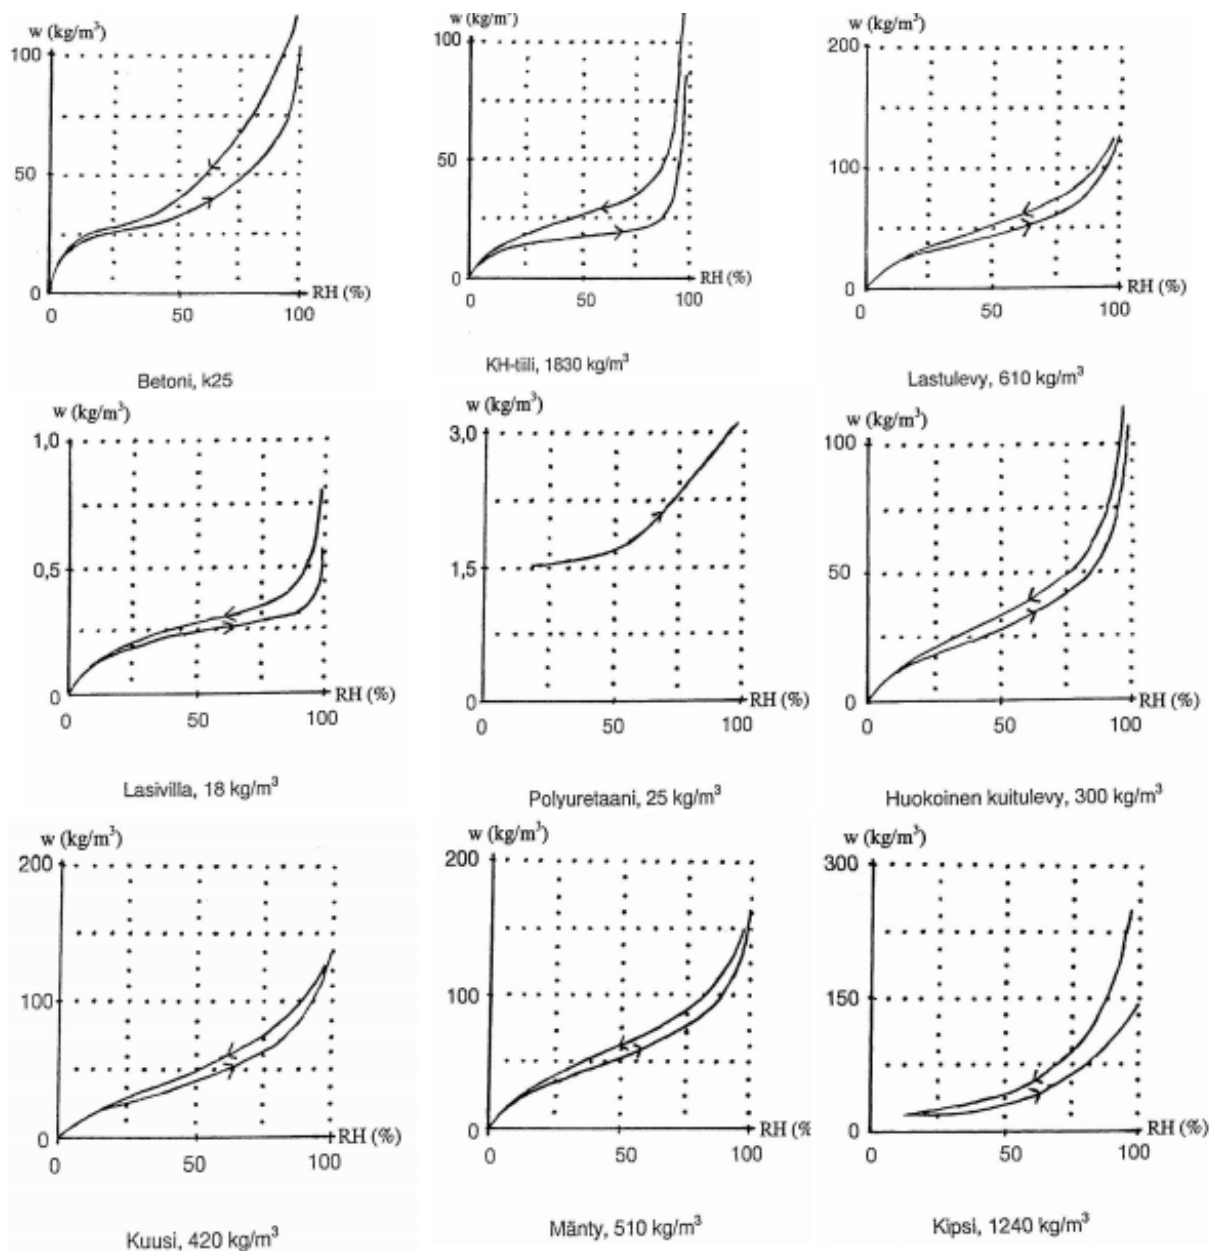 w (kg/m³)
100
50
0
0
50
100
RH (%)
Betoni, k25
w (kg/m³)
100
50
0
0
50
100
RH (%)
KH-tiili, 1830 kg/m³
w (kg/m³)
200
100
0
0
50
100
RH (%)
Lastulevy, 610 kg/m³
w (kg/m³)
1,0
0,5
0
0
50
100
RH (%)
Lasivilla, 18 kg/m³
w (kg/m³)
3,0
1,5
0
0
50
100
RH (%)
Polyuretaani, 25 kg/m³
w (kg/m³)
100
50
0
0
50
100
RH (%)
Huokoinen kuitulevy, 300 kg/m³
w (kg/m³)
200
100
0
0
50
100
RH (%)
Kuusi, 420 kg/m³
w (kg/m³)
200
100
0
0
50
100
RH (%)
Mänty, 510 kg/m³
w (kg/m³)
300
150
0
0
50
100
RH (%)
Kipsi, 1240 kg/m³